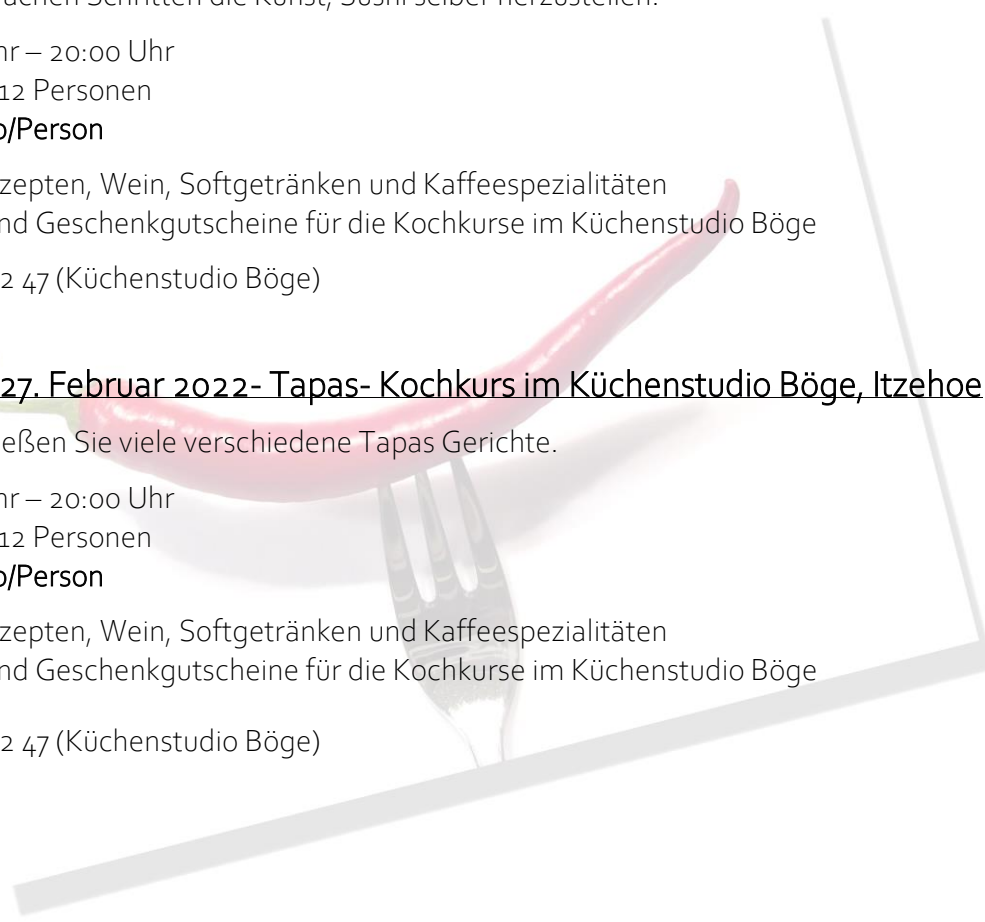 achen Schritten die Kunst, Sushi selber herzustellen.
hr – 20:00 Uhr
12 Personen
o/Person
zepten, Wein, Softgetränken und Kaffeespezialitäten
nd Geschenkgutscheine für die Kochkurse im Küchenstudio Böge
2 47 (Küchenstudio Böge)
27. Februar 2022- Tapas- Kochkurs im Küchenstudio Böge, Itzehoe
eßen Sie viele verschiedene Tapas Gerichte.
hr – 20:00 Uhr
12 Personen
o/Person
zepten, Wein, Softgetränken und Kaffeespezialitäten
nd Geschenkgutscheine für die Kochkurse im Küchenstudio Böge
2 47 (Küchenstudio Böge)